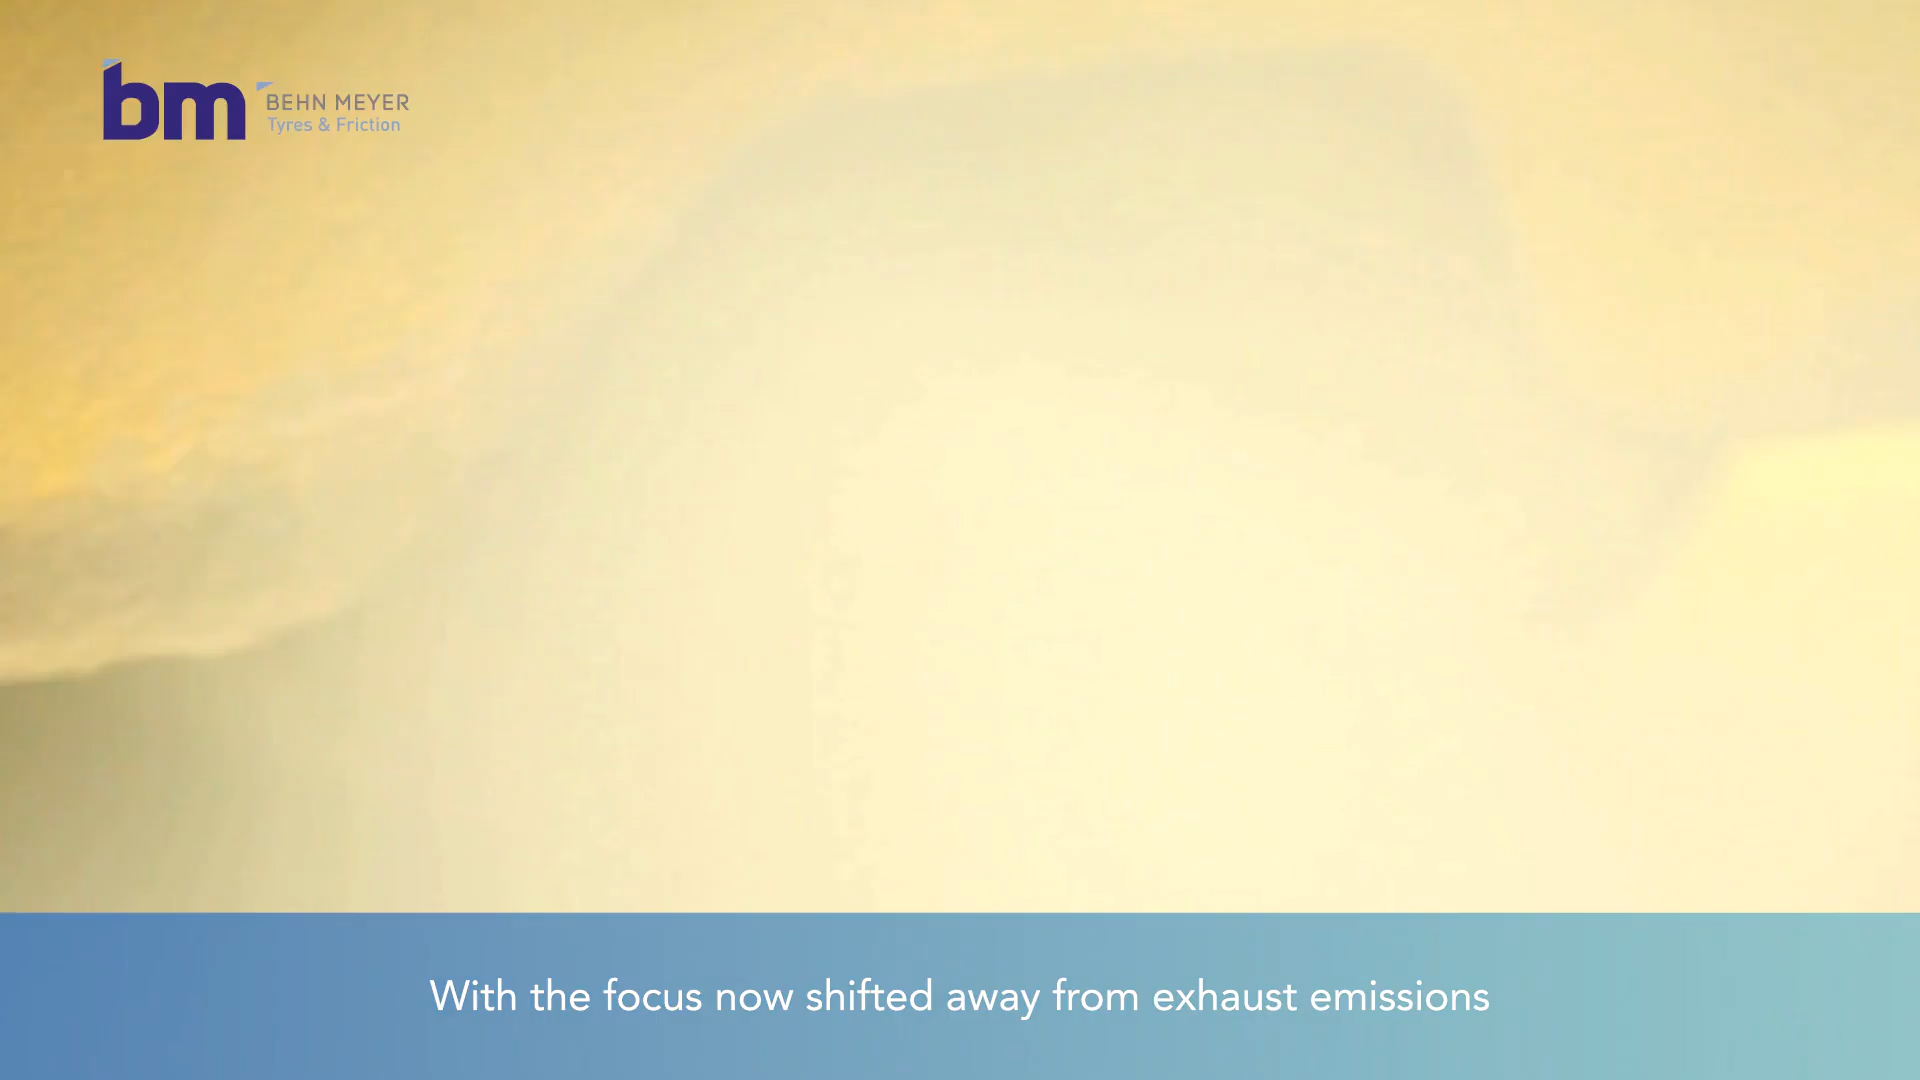 bm
BEHN MEYER
Tyres & Friction
With the focus now shifted away from exhaust emissions